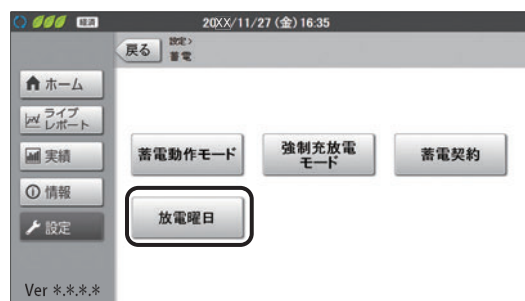 経済
20XX/11/27 (金) 16:35
戻る
設定>
蓄電
ホーム
ライブ
レポート
実績
情報
設定
蓄電動作モード
強制充放電
モード
蓄電契約
放電曜日
Ver *.*.*.*